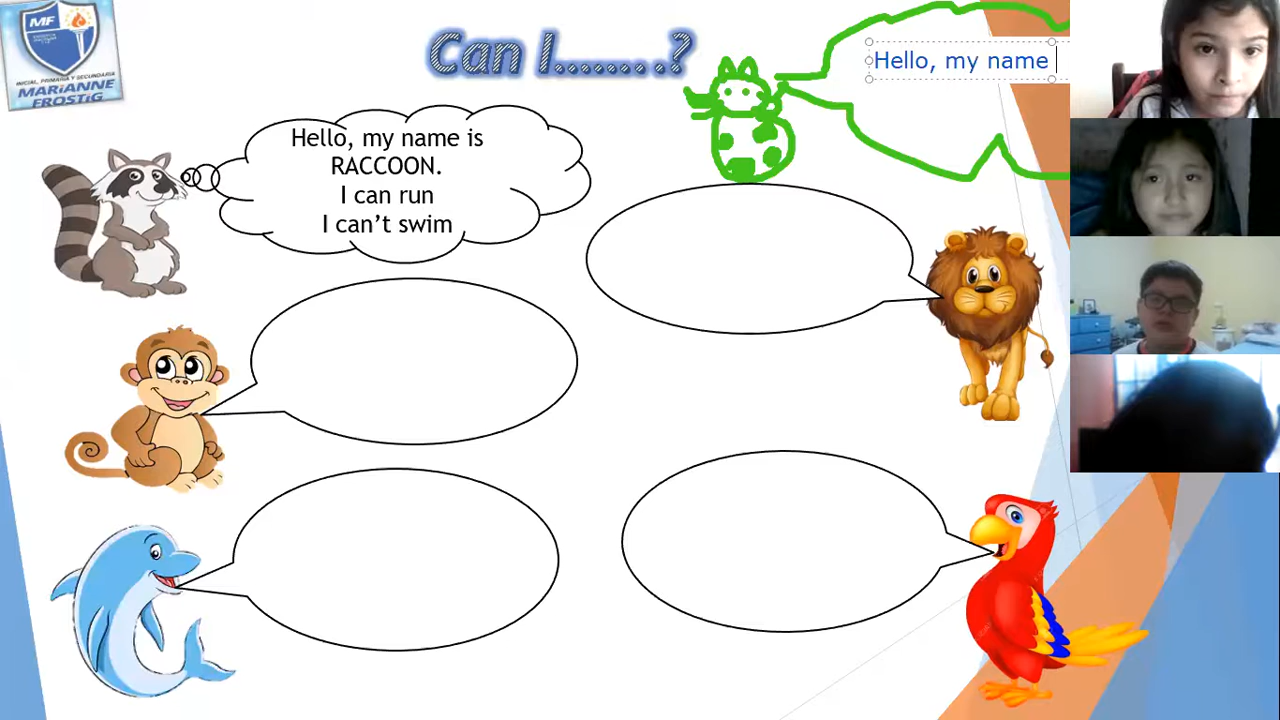 MF
INICIAL, PRIMARIA Y SECUNDARIA
MARiANNE
FROSTiG
Can I.......?
Hello, my name
Hello, my name is
RACCOON.
I can run
I can't swim